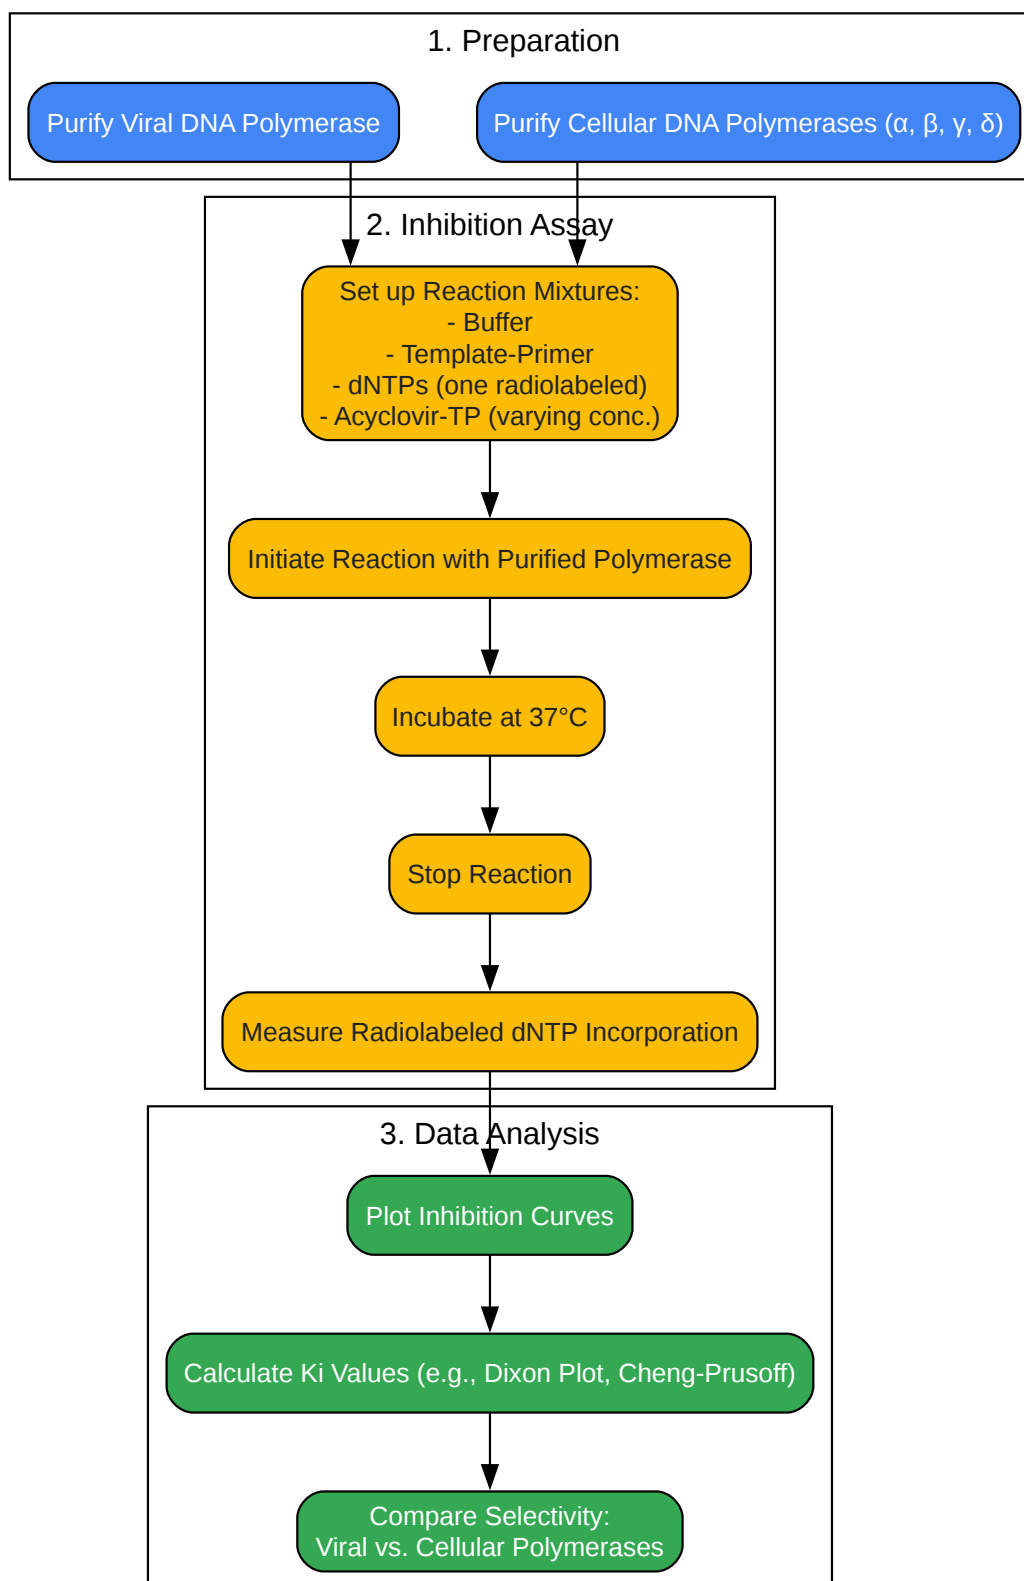 1. Preparation
Purify Viral DNA Polymerase
Purify Cellular DNA Polymerases (α, β, γ, δ)
2. Inhibition Assay
Set up Reaction Mixtures:
- Buffer
- Template-Primer
- dNTPs (one radiolabeled)
- Acyclovir-TP (varying conc.)
Initiate Reaction with Purified Polymerase
Incubate at 37°C
Stop Reaction
Measure Radiolabeled dNTP Incorporation
3. Data Analysis
Plot Inhibition Curves
Calculate Ki Values (e.g., Dixon Plot, Cheng-Prusoff)
Compare Selectivity:
Viral vs. Cellular Polymerases